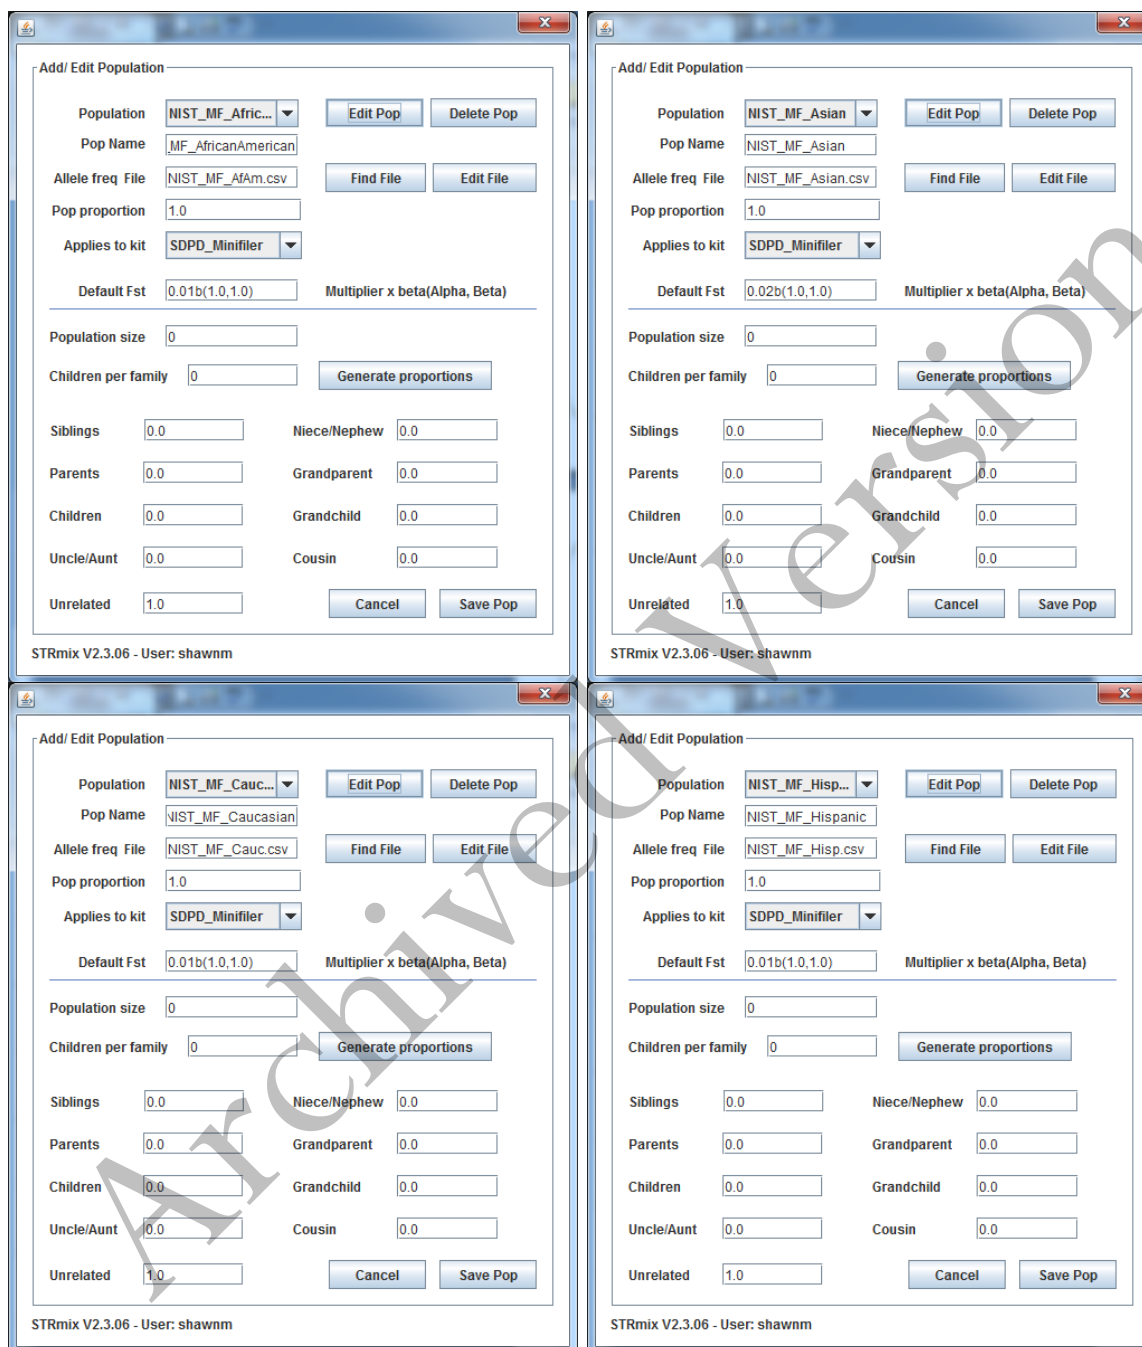 Add/ Edit Population
Population NIST_MF_Afric... Edit Pop Delete Pop
Pop Name _MF_AfricanAmerican
Allele freq File NIST_MF_AfAm.csv Find File Edit File
Pop proportion 1.0
Applies to kit SDPD_Minifiler
Default Fst 0.01b(1.0,1.0) Multiplier x beta(Alpha, Beta)
Population size 0
Children per family 0 Generate proportions
Siblings 0.0 Niece/Nephew 0.0
Parents 0.0 Grandparent 0.0
Children 0.0 Grandchild 0.0
Uncle/Aunt 0.0 Cousin 0.0
Unrelated 1.0 Cancel Save Pop
STRmix V2.3.06 - User: shawnm
Add/ Edit Population
Population NIST_MF_Asian Edit Pop Delete Pop
Pop Name NIST_MF_Asian
Allele freq File NIST_MF_Asian.csv Find File Edit File
Pop proportion 1.0
Applies to kit SDPD_Minifiler
Default Fst 0.02b(1.0,1.0) Multiplier x beta(Alpha, Beta)
Population size 0
Children per family 0 Generate proportions
Siblings 0.0 Niece/Nephew 0.0
Parents 0.0 Grandparent 0.0
Children 0.0 Grandchild 0.0
Uncle/Aunt 0.0 Cousin 0.0
Unrelated 1.0 Cancel Save Pop
STRmix V2.3.06 - User: shawnm
Add/ Edit Population
Population NIST_MF_Cauc... Edit Pop Delete Pop
Pop Name NIST_MF_Caucasian
Allele freq File NIST_MF_Cauc.csv Find File Edit File
Pop proportion 1.0
Applies to kit SDPD_Minifiler
Default Fst 0.01b(1.0,1.0) Multiplier x beta(Alpha, Beta)
Population size 0
Children per family 0 Generate proportions
Siblings 0.0 Niece/Nephew 0.0
Parents 0.0 Grandparent 0.0
Children 0.0 Grandchild 0.0
Uncle/Aunt 0.0 Cousin 0.0
Unrelated 1.0 Cancel Save Pop
STRmix V2.3.06 - User: shawnm
Add/ Edit Population
Population NIST_MF_Hisp... Edit Pop Delete Pop
Pop Name NIST_MF_Hispanic
Allele freq File NIST_MF_Hisp.csv Find File Edit File
Pop proportion 1.0
Applies to kit SDPD_Minifiler
Default Fst 0.01b(1.0,1.0) Multiplier x beta(Alpha, Beta)
Population size 0
Children per family 0 Generate proportions
Siblings 0.0 Niece/Nephew 0.0
Parents 0.0 Grandparent 0.0
Children 0.0 Grandchild 0.0
Uncle/Aunt 0.0 Cousin 0.0
Unrelated 1.0 Cancel Save Pop
STRmix V2.3.06 - User: shawnm
Archived Version